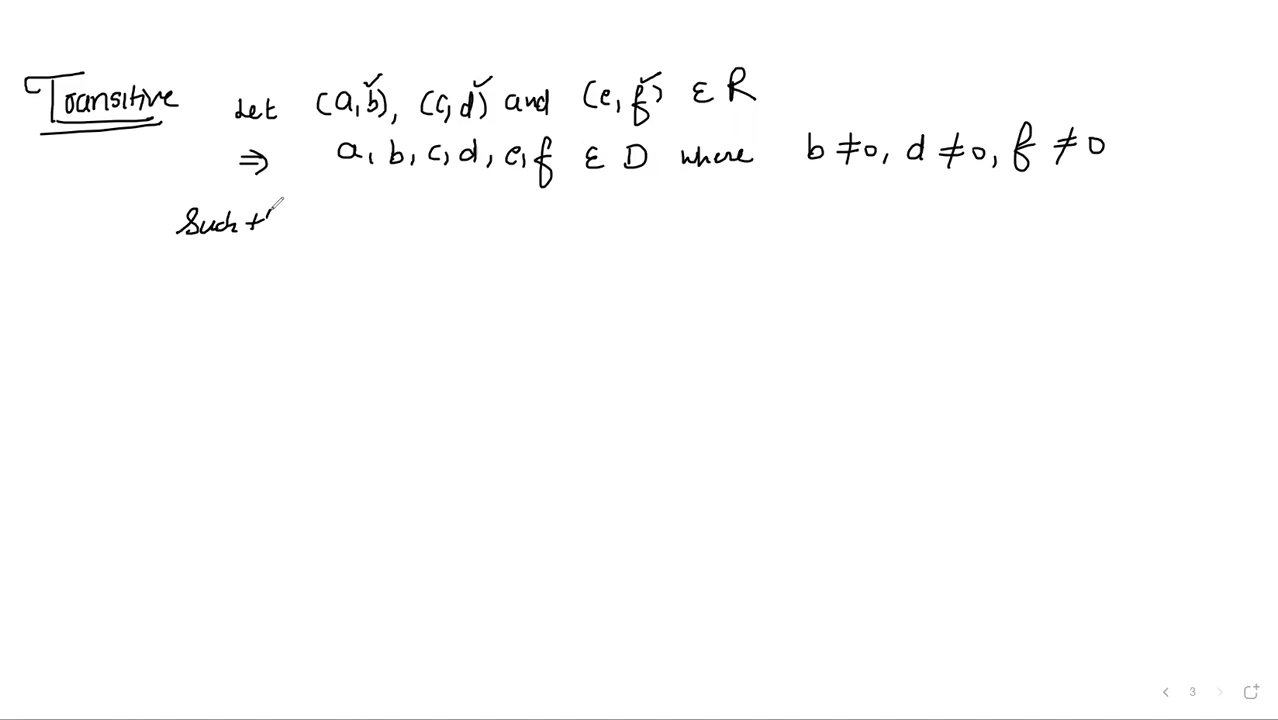 Transitive Let (a, b), (c, d) and (e, f) ∈ R
⇒ a, b, c, d, e, f ∈ D where b ≠ 0, d ≠ 0, f ≠ 0
Such
3